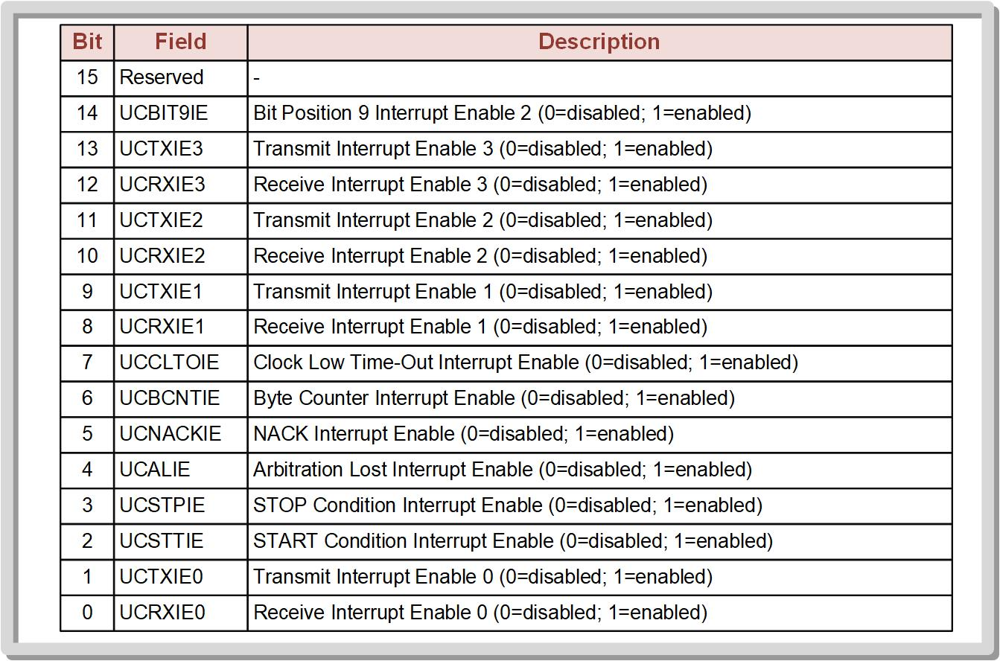 Bit Field Description
15 Reserved -
14 UCBIT9IE Bit Position 9 Interrupt Enable 2 (0=disabled; 1=enabled)
13 UCTXIE3 Transmit Interrupt Enable 3 (0=disabled; 1=enabled)
12 UCRXIE3 Receive Interrupt Enable 3 (0=disabled; 1=enabled)
11 UCTXIE2 Transmit Interrupt Enable 2 (0=disabled; 1=enabled)
10 UCRXIE2 Receive Interrupt Enable 2 (0=disabled; 1=enabled)
9 UCTXIE1 Transmit Interrupt Enable 1 (0=disabled; 1=enabled)
8 UCRXIE1 Receive Interrupt Enable 1 (0=disabled; 1=enabled)
7 UCCLTOIE Clock Low Time-Out Interrupt Enable (0=disabled; 1=enabled)
6 UCBCNTIE Byte Counter Interrupt Enable (0=disabled; 1=enabled)
5 UCNACKIE NACK Interrupt Enable (0=disabled; 1=enabled)
4 UCALIE Arbitration Lost Interrupt Enable (0=disabled; 1=enabled)
3 UCSTPIE STOP Condition Interrupt Enable (0=disabled; 1=enabled)
2 UCSTTIE START Condition Interrupt Enable (0=disabled; 1=enabled)
1 UCTXIE0 Transmit Interrupt Enable 0 (0=disabled; 1=enabled)
0 UCRXIE0 Receive Interrupt Enable 0 (0=disabled; 1=enabled)